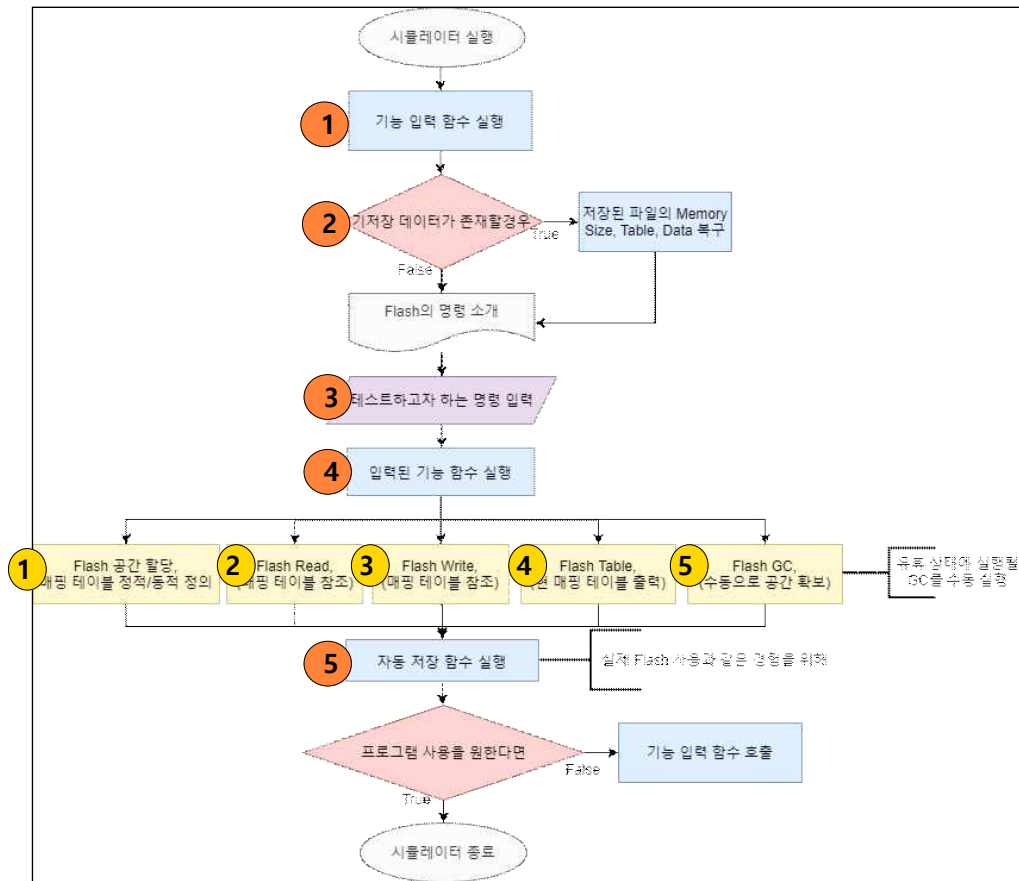 시뮬레이터 실행
1
기능 입력 함수 실행
2
기저장 데이터가 존재할경우
True
저장된 파일의 Memory
Size, Table, Data 복구
False
Flash의 명령 소개
3
테스트하고자 하는 명령 입력
4
입력된 기능 함수 실행
1
Flash 공간 할당,
매핑 테이블 정적/동적 정의
2
Flash Read,
(매핑 테이블 참조)
3
Flash Write,
(매핑 테이블 참조)
4
Flash Table,
(현 매핑 테이블 출력)
5
Flash GC,
(수동으로 공간 확보)
유휴 상태에 실행될
GC를 수동 실행
5
자동 저장 함수 실행
실제 Flash 사용과 같은 경험을 위해
프로그램 사용을 원한다면
False
기능 입력 함수 호출
True
시뮬레이터 종료